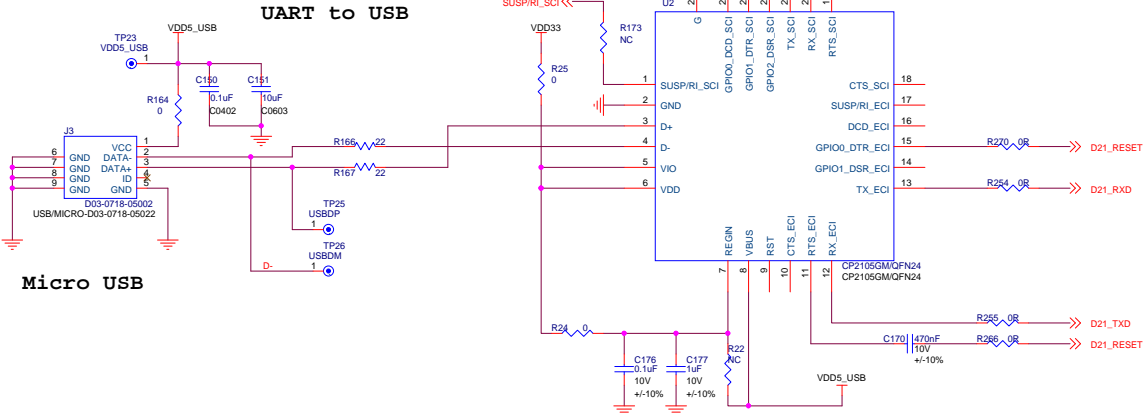 UART to USB
SUSP/RI_SCI
U2
VDD5_USB
TP23
VDD5_USB
1
R164
0
C150
0.1uF
C0402
C151
10uF
C0603
J3
6 GND VCC 1
7 GND DATA- 2
8 GND DATA+ 3
9 GND ID 4
GND 5
D03-0718-05002
USB/MICRO-D03-0718-05022
R166 22
R167 22
TP25
USBDP
1
TP26
USBDM
1
D-
Micro USB
R173
NC
VDD33
R25
0
G
GPIO0_DCD_SCI
GPIO1_DTR_SCI
GPIO2_DSR_SCI
TX_SCI
RX_SCI
RTS_SCI
1 SUSP/RI_SCI
2 GND
3 D+
4 D-
5 VIO
6 VDD
CTS_SCI 18
SUSP/RI_ECI 17
DCD_ECI 16
GPIO0_DTR_ECI 15
GPIO1_DSR_ECI 14
TX_ECI 13
REGIN
VBUS
RST
CTS_ECI
RTS_ECI
RX_ECI
7
8
9
10
11
12
CP2105GM/QFN24
CP2105GM/QFN24
R270 0R D21_RESET
R254 0R D21_RXD
R255 0R D21_TXD
C170 470nF
10V
+/-10%
R266 0R D21_RESET
R24 0
C176
0.1uF
10V
+/-10%
C177
1uF
10V
+/-10%
R22
NC
VDD5_USB